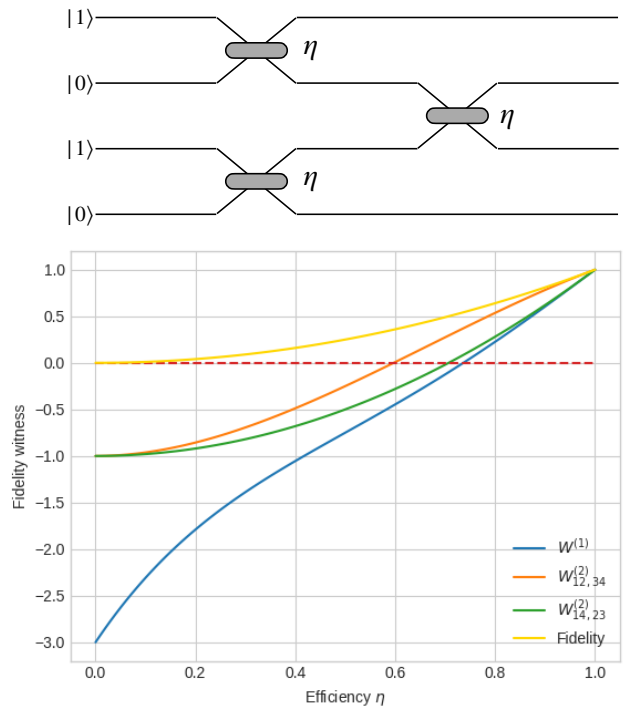 |1⟩
η
|0⟩
η
|1⟩
η
|0⟩
1.0
0.5
0.0
−0.5
−1.0
−1.5
−2.0
−2.5
−3.0
Fidelity witness
W^{(1)}
W^{(2)}_{12,34}
W^{(2)}_{14,23}
Fidelity
0.0 0.2 0.4 0.6 0.8 1.0
Efficiency η